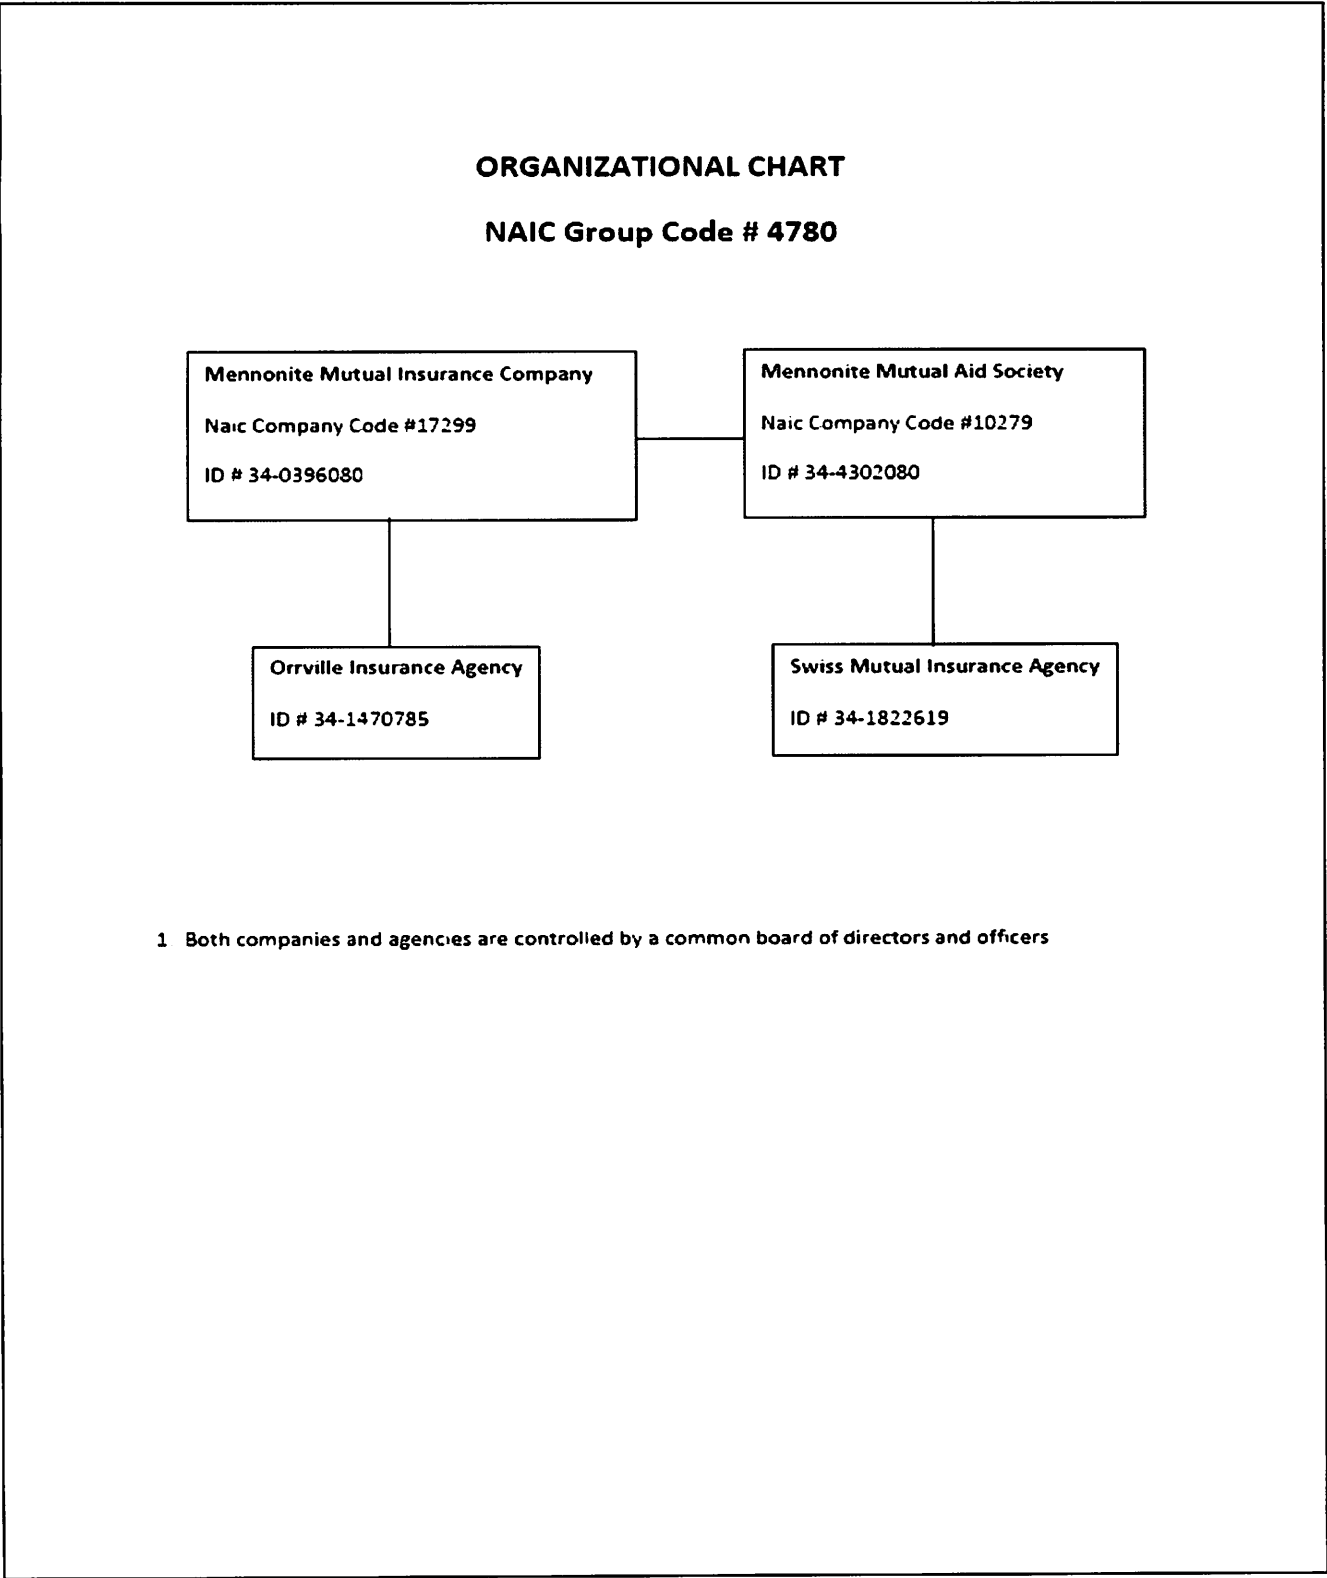 ORGANIZATIONAL CHART
NAIC Group Code # 4780
Mennonite Mutual Insurance Company
Naic Company Code #17299
ID # 34-0396080
Mennonite Mutual Aid Society
Naic Company Code #10279
ID # 34-4302080
Orrville Insurance Agency
ID # 34-1470785
Swiss Mutual Insurance Agency
ID # 34-1822619
1 Both companies and agencies are controlled by a common board of directors and officers